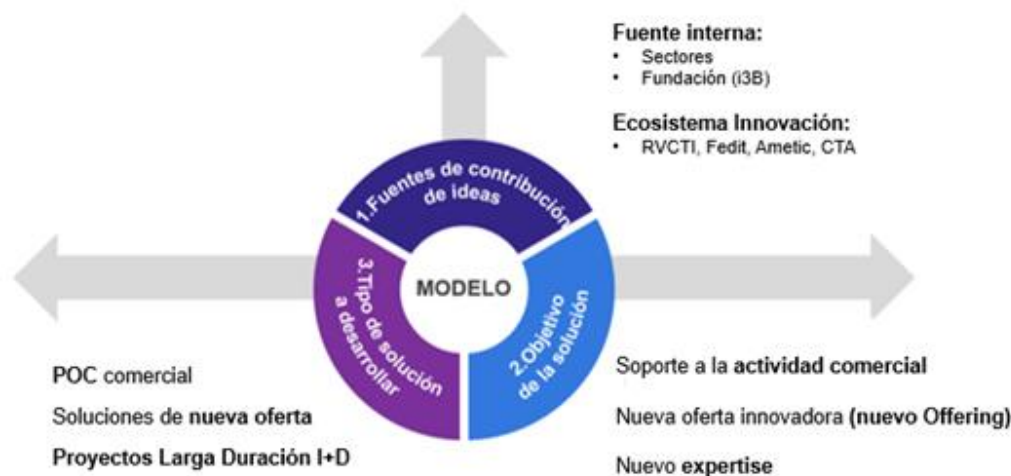 Fuente interna:
• Sectores
• Fundación (i3B)
Ecosistema Innovación:
• RVCTI, Fedit, Ametic, CTA
1.Fuentes de contribución
de ideas
MODELO
2.Objetivo
de la solución
3.Tipo de solución
a desarrollar
POC comercial
Soluciones de nueva oferta
Proyectos Larga Duración I+D
Soporte a la actividad comercial
Nueva oferta innovadora (nuevo Offering)
Nuevo expertise